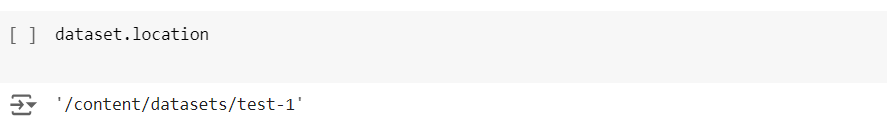 [ ] dataset.location
'/content/datasets/test-1'